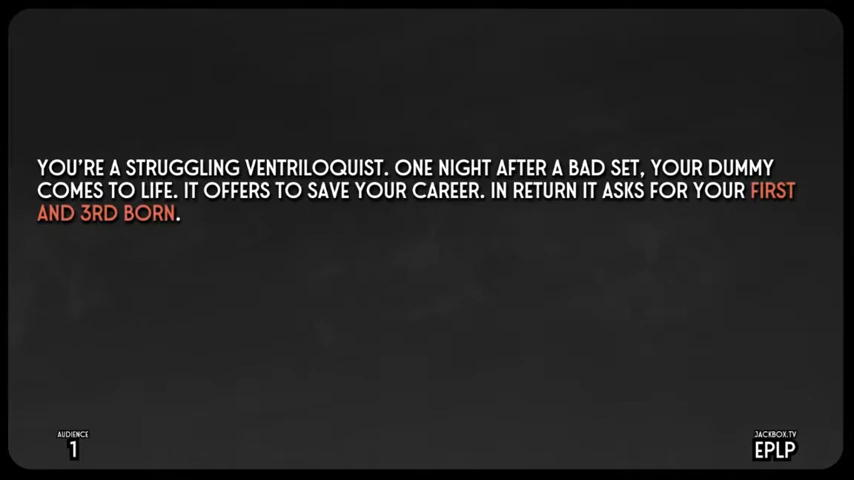 YOU'RE A STRUGGLING VENTRILOQUIST. ONE NIGHT AFTER A BAD SET, YOUR DUMMY
COMES TO LIFE. IT OFFERS TO SAVE YOUR CAREER. IN RETURN IT ASKS FOR YOUR FIRST
AND 3RD BORN.
AUDIENCE
1
JACKBOX.TV
EPLP